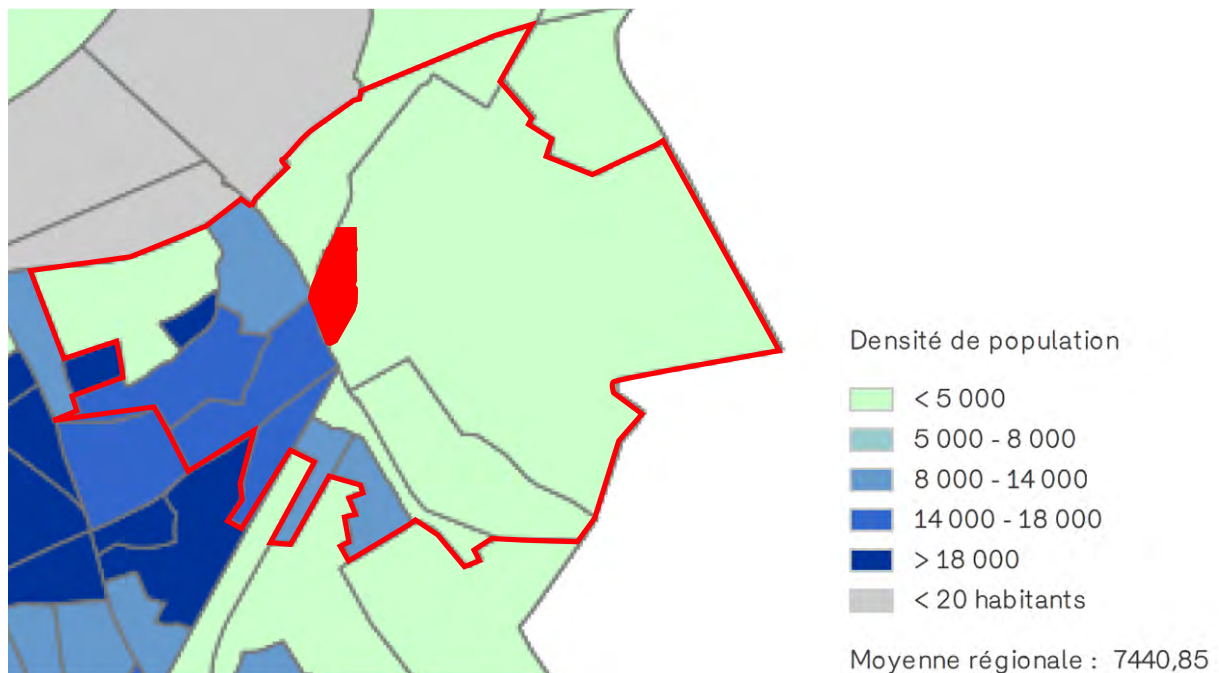 Densité de population
< 5 000
5 000 - 8 000
8 000 - 14 000
14 000 - 18 000
> 18 000
< 20 habitants
Moyenne régionale : 7440,85